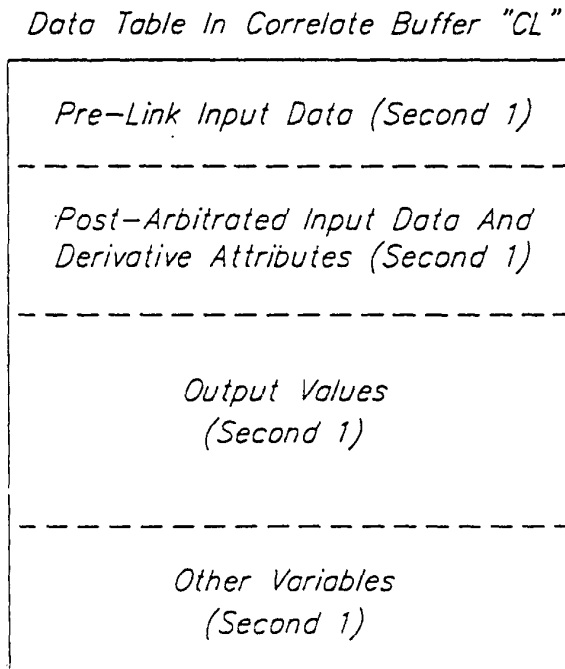 Data Table In Correlate Buffer "CL"
Pre-Link Input Data (Second 1)
Post-Arbitrated Input Data And
Derivative Attributes (Second 1)
Output Values
(Second 1)
Other Variables
(Second 1)